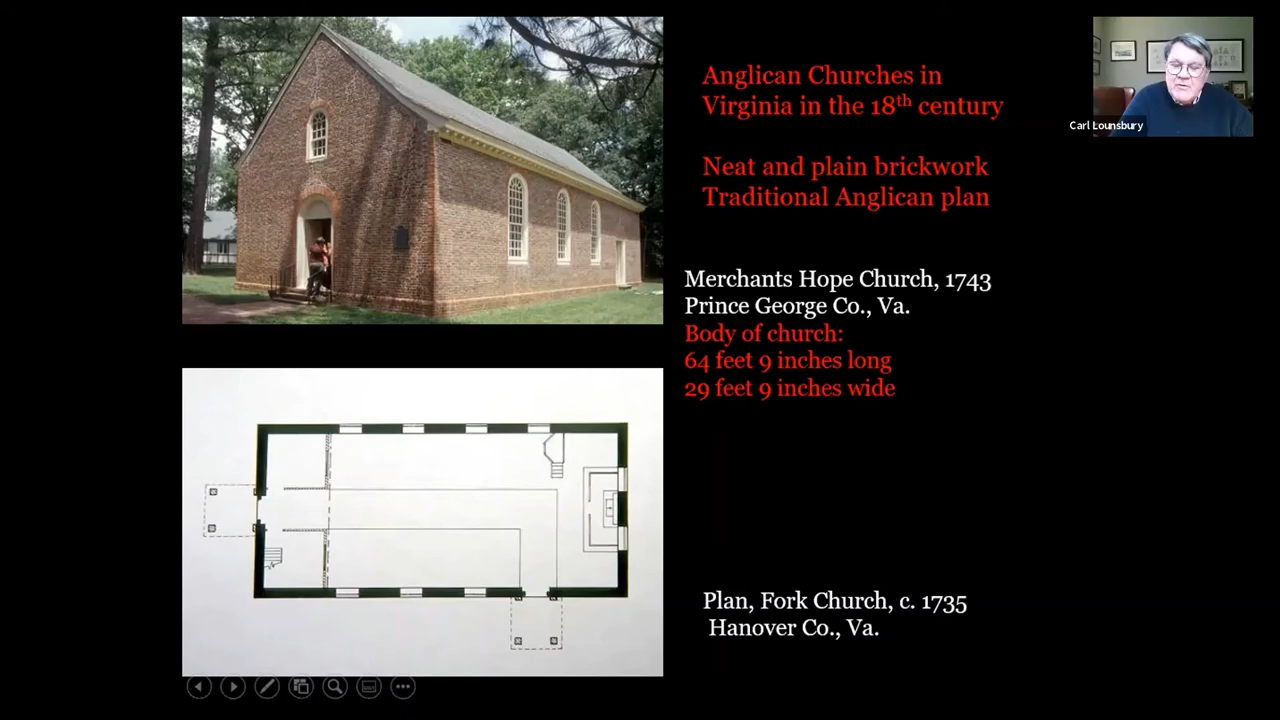 Anglican Churches in
Virginia in the 18th century
Neat and plain brickwork
Traditional Anglican plan
Merchants Hope Church, 1743
Prince George Co., Va.
Body of church:
64 feet 9 inches long
29 feet 9 inches wide
Plan, Fork Church, c. 1735
Hanover Co., Va.
Carl Lounsbury